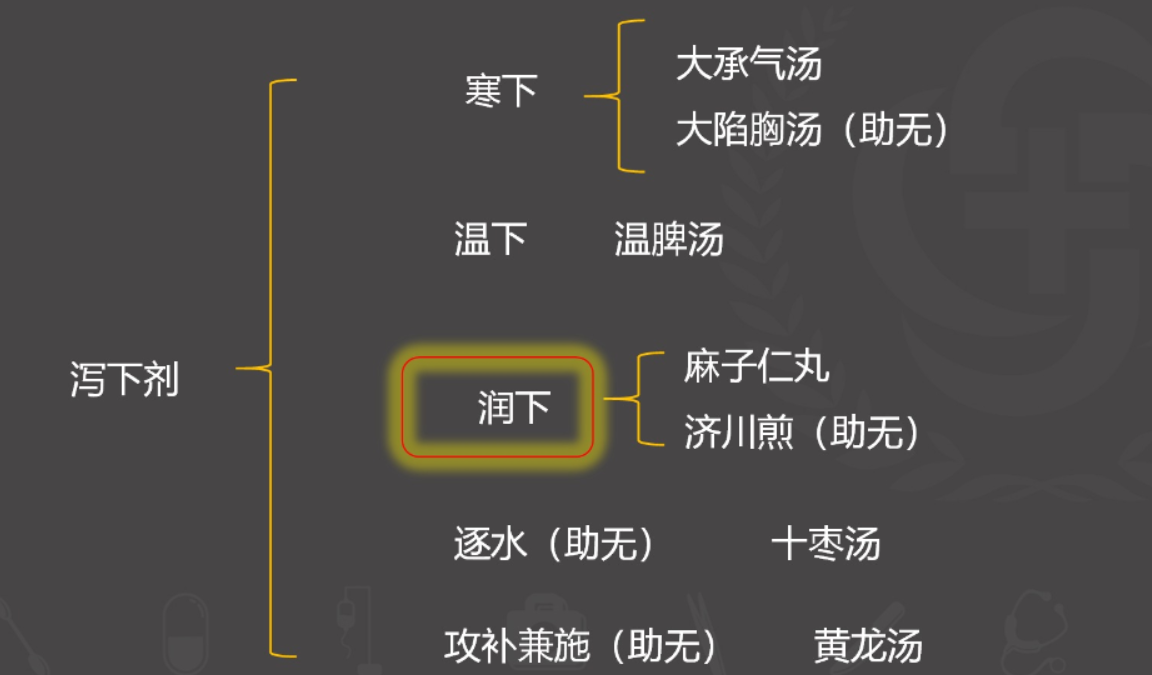 寒下
大承气汤
大陷胸汤（助无）
温下 温脾汤
泻下剂
润下
麻子仁丸
济川煎（助无）
逐水（助无） 十枣汤
攻补兼施（助无） 黄龙汤